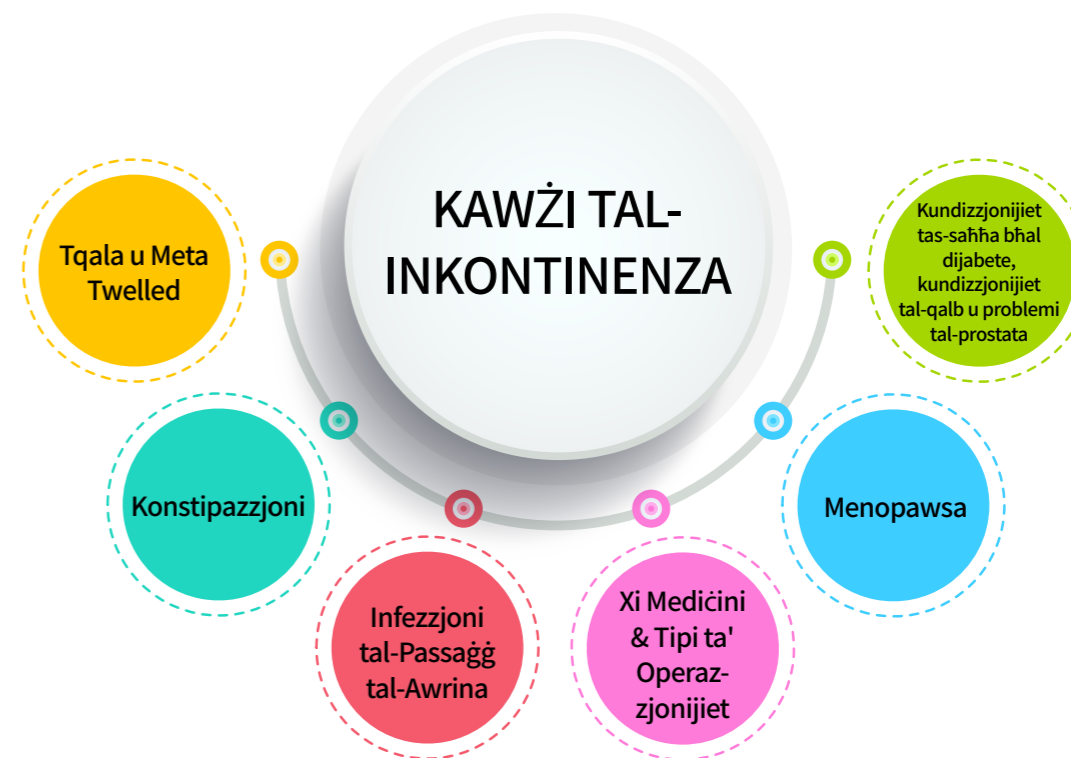 KAWŻI TAL-
INKONTINENZA
Tqala u Meta
Twelled
Konstipazzjoni
Infezzjoni
tal-Passaġġ
tal-Awrina
Xi Mediċini
& Tipi ta'
Operaz-
zjonijiet
Menopawsa
Kundizzjonijiet
tas-saħħa bħal
dijabete,
kundizzjonijiet
tal-qalb u problemi
tal-prostata